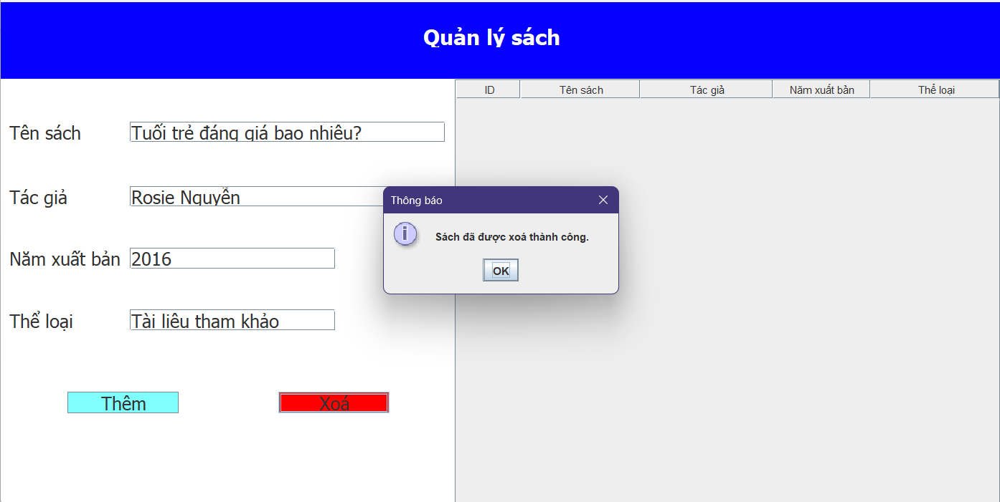 Quản lý sách
ID Tên sách Tác giả Năm xuất bản Thể loại
Tên sách Tuổi trẻ đáng giá bao nhiêu?
Tác giả Rosie Nguyễn
Thông báo
Sách đã được xoá thành công.
OK
Năm xuất bản 2016
Thể loại Tài liêu tham khảo
Thêm Xoá